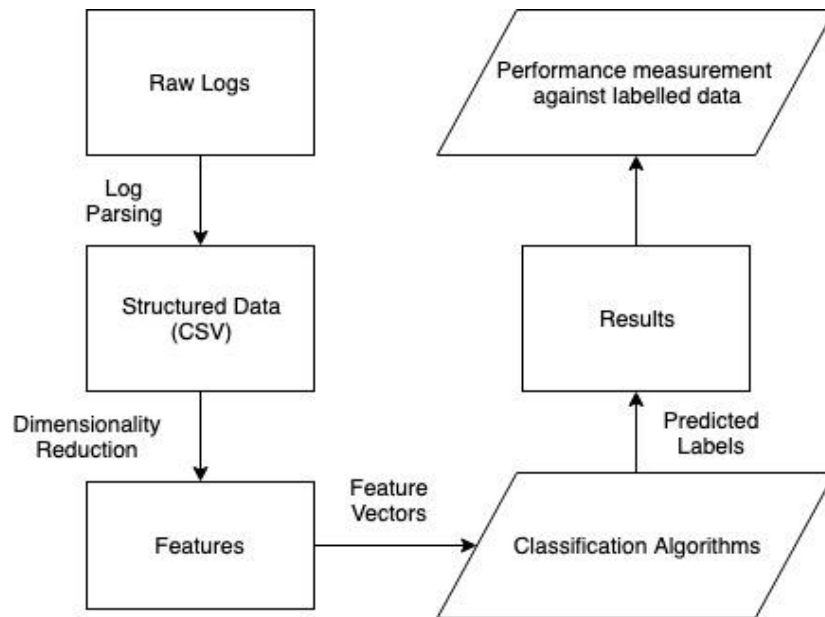 Raw Logs
Log
Parsing
Structured Data
(CSV)
Dimensionality
Reduction
Features
Feature
Vectors
Classification Algorithms
Predicted
Labels
Results
Performance measurement
against labelled data